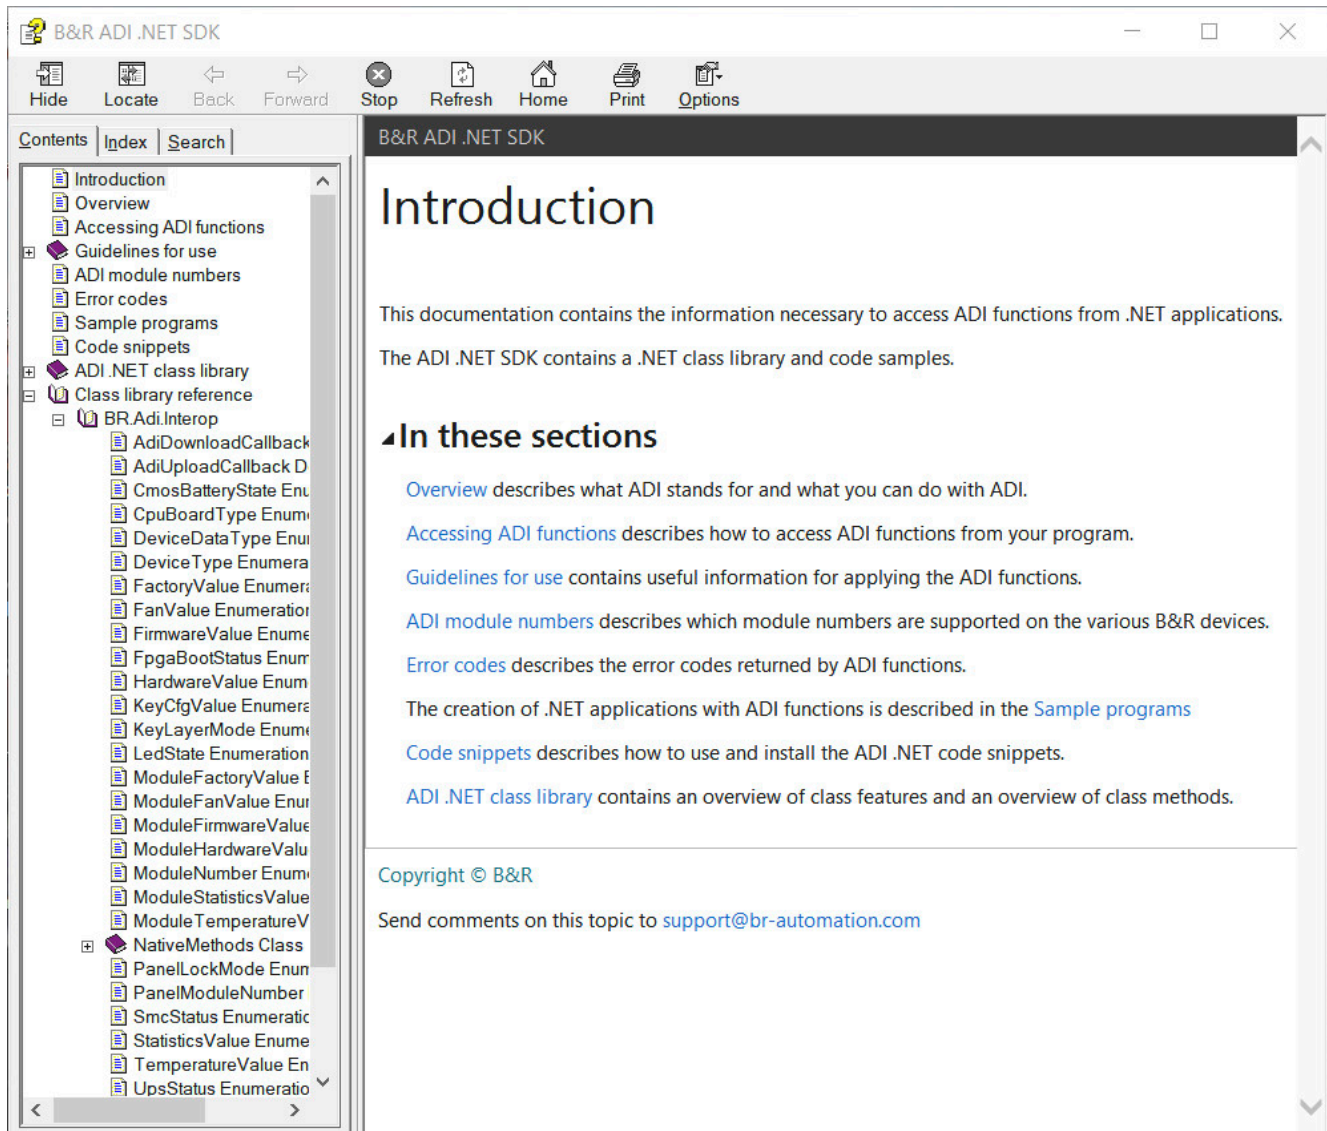 B&R ADI .NET SDK
Hide Locate Back Forward Stop Refresh Home Print Options
Contents Index Search
Introduction
Overview
Accessing ADI functions
Guidelines for use
ADI module numbers
Error codes
Sample programs
Code snippets
ADI .NET class library
Class library reference
BR.Adi.Interop
AdiDownloadCallback
AdiUploadCallback D
CmosBatteryState Enu
CpuBoardType Enum
DeviceDataType Enu
DeviceType Enumera
FactoryValue Enumera
FanValue Enumeration
FirmwareValue Enume
FpgaBootStatus Enum
HardwareValue Enum
KeyCfgValue Enumera
KeyLayerMode Enum
LedState Enumeration
ModuleFactoryValue E
ModuleFanValue Enu
ModuleFirmwareValue
ModuleHardwareValu
ModuleNumber Enum
ModuleStatisticsValue
ModuleTemperatureV
NativeMethods Class
PanelLockMode Enum
PanelModuleNumber
SmcStatus Enumeratio
StatisticsValue Enume
TemperatureValue En
UpsStatus Enumeratio
B&R ADI .NET SDK
Introduction
This documentation contains the information necessary to access ADI functions from .NET applications.
The ADI .NET SDK contains a .NET class library and code samples.
In these sections
Overview describes what ADI stands for and what you can do with ADI.
Accessing ADI functions describes how to access ADI functions from your program.
Guidelines for use contains useful information for applying the ADI functions.
ADI module numbers describes which module numbers are supported on the various B&R devices.
Error codes describes the error codes returned by ADI functions.
The creation of .NET applications with ADI functions is described in the Sample programs
Code snippets describes how to use and install the ADI .NET code snippets.
ADI .NET class library contains an overview of class features and an overview of class methods.
Copyright © B&R
Send comments on this topic to support@br-automation.com